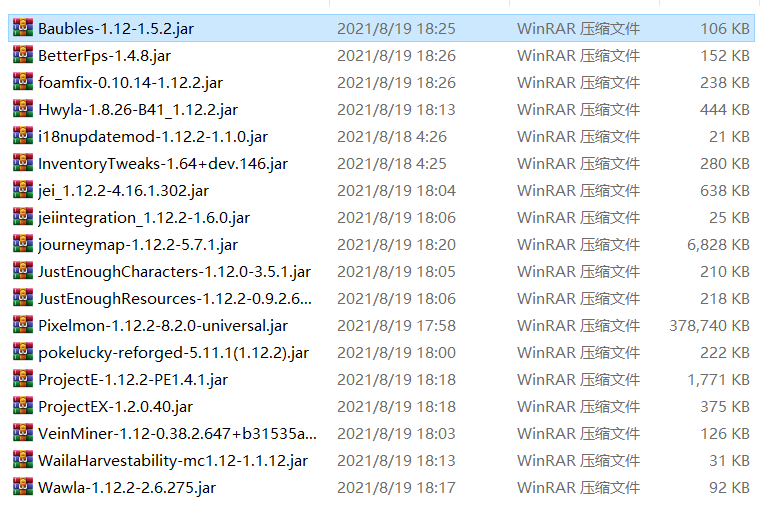 Baubles-1.12-1.5.2.jar 2021/8/19 18:25 WinRAR 压缩文件 106 KB
BetterFps-1.4.8.jar 2021/8/19 18:26 WinRAR 压缩文件 152 KB
foamfix-0.10.14-1.12.2.jar 2021/8/19 18:26 WinRAR 压缩文件 238 KB
Hwyla-1.8.26-B41_1.12.2.jar 2021/8/19 18:13 WinRAR 压缩文件 444 KB
i18nupdatemod-1.12.2-1.1.0.jar 2021/8/18 4:26 WinRAR 压缩文件 21 KB
InventoryTweaks-1.64+dev.146.jar 2021/8/18 4:25 WinRAR 压缩文件 280 KB
jei_1.12.2-4.16.1.302.jar 2021/8/19 18:04 WinRAR 压缩文件 638 KB
jeiintegration_1.12.2-1.6.0.jar 2021/8/19 18:06 WinRAR 压缩文件 25 KB
journeymap-1.12.2-5.7.1.jar 2021/8/19 18:20 WinRAR 压缩文件 6,828 KB
JustEnoughCharacters-1.12.0-3.5.1.jar 2021/8/19 18:05 WinRAR 压缩文件 210 KB
JustEnoughResources-1.12.2-0.9.2.6... 2021/8/19 18:06 WinRAR 压缩文件 218 KB
Pixelmon-1.12.2-8.2.0-universal.jar 2021/8/19 17:58 WinRAR 压缩文件 378,740 KB
pokelucky-reforged-5.11.1(1.12.2).jar 2021/8/19 18:00 WinRAR 压缩文件 222 KB
ProjectE-1.12.2-PE1.4.1.jar 2021/8/19 18:18 WinRAR 压缩文件 1,771 KB
ProjectEX-1.2.0.40.jar 2021/8/19 18:18 WinRAR 压缩文件 375 KB
VeinMiner-1.12-0.38.2.647+b31535a... 2021/8/19 18:03 WinRAR 压缩文件 126 KB
WailaHarvestability-mc1.12-1.1.12.jar 2021/8/19 18:13 WinRAR 压缩文件 31 KB
Wawla-1.12.2-2.6.275.jar 2021/8/19 18:17 WinRAR 压缩文件 92 KB